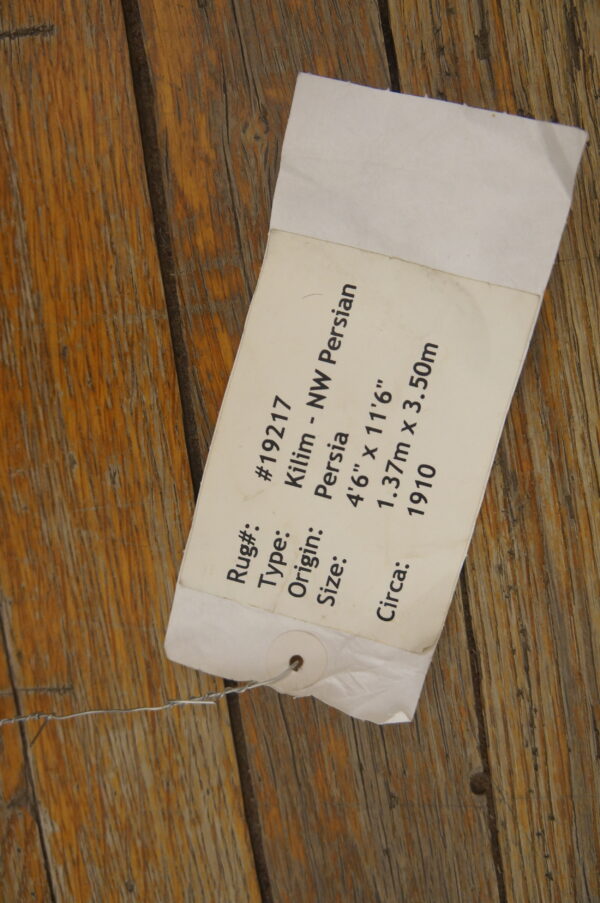 Rug#: #19217
Type: Kilim - NW Persian
Origin: Persia
Size: 4'6" x 11'6"
1.37m x 3.50m
Circa: 1910